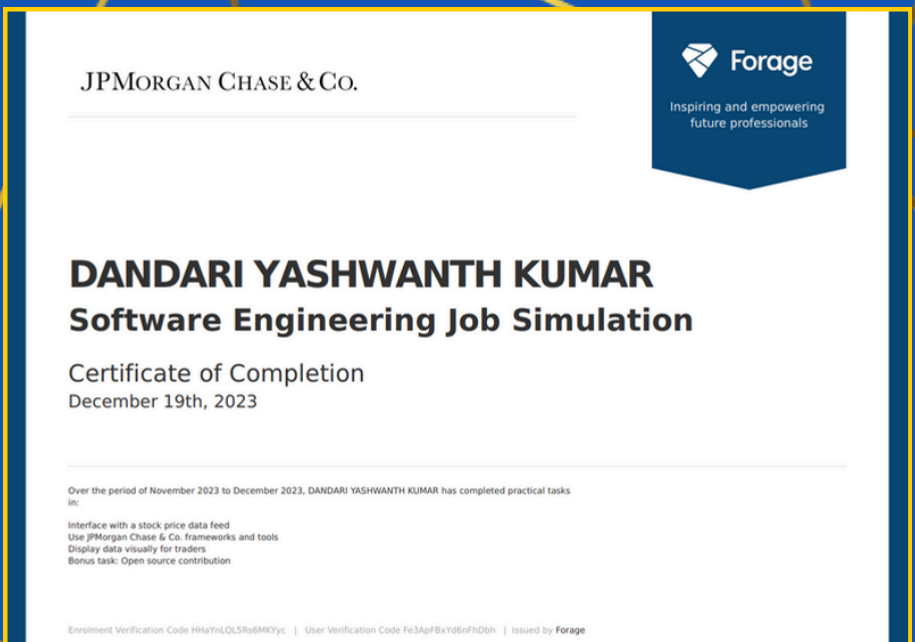 JPMORGAN CHASE & CO.
Forage
Inspiring and empowering
future professionals
DANDARI YASHWANTH KUMAR
Software Engineering Job Simulation
Certificate of Completion
December 19th, 2023
Over the period of November 2023 to December 2023, DANDARI YASHWANTH KUMAR has completed practical tasks
in:
Interface with a stock price data feed
Use JPMorgan Chase & Co. frameworks and tools
Display data visually for traders
Bonus task: Open source contribution
Enrolment Verification Code HHaYnLQL5Rs6MKYyc | User Verification Code Fe3ApFBxYd6nFhDbh | Issued by Forage